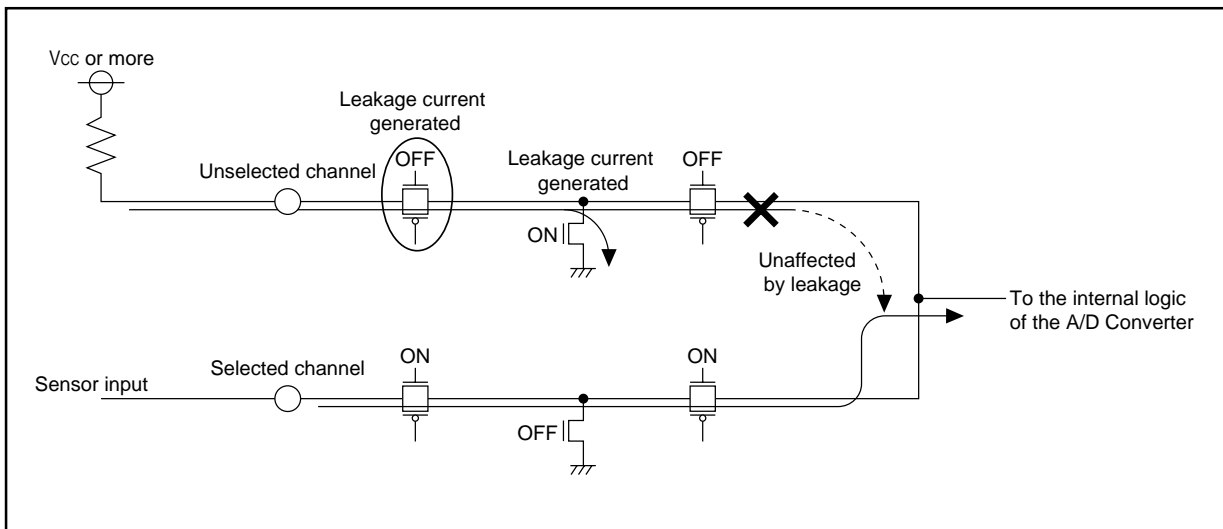 Vcc or more
Leakage current
generated
OFF
Unselected channel
Leakage current
generated
OFF
ON
Unaffected
by leakage
To the internal logic
of the A/D Converter
Sensor input
Selected channel
ON
ON
OFF